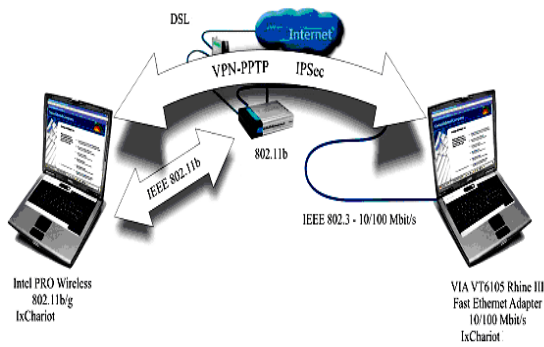 DSL
Internet
VPN-PPTP IPSec
802.11b
IEEE 802.11b
IEEE 802.3 - 10/100 Mbit/s
Intel PRO Wireless
802.11b/g
IxChariot
VIA VT6105 Rhine III
Fast Ethernet Adapter
10/100 Mbit/s
IxChariot